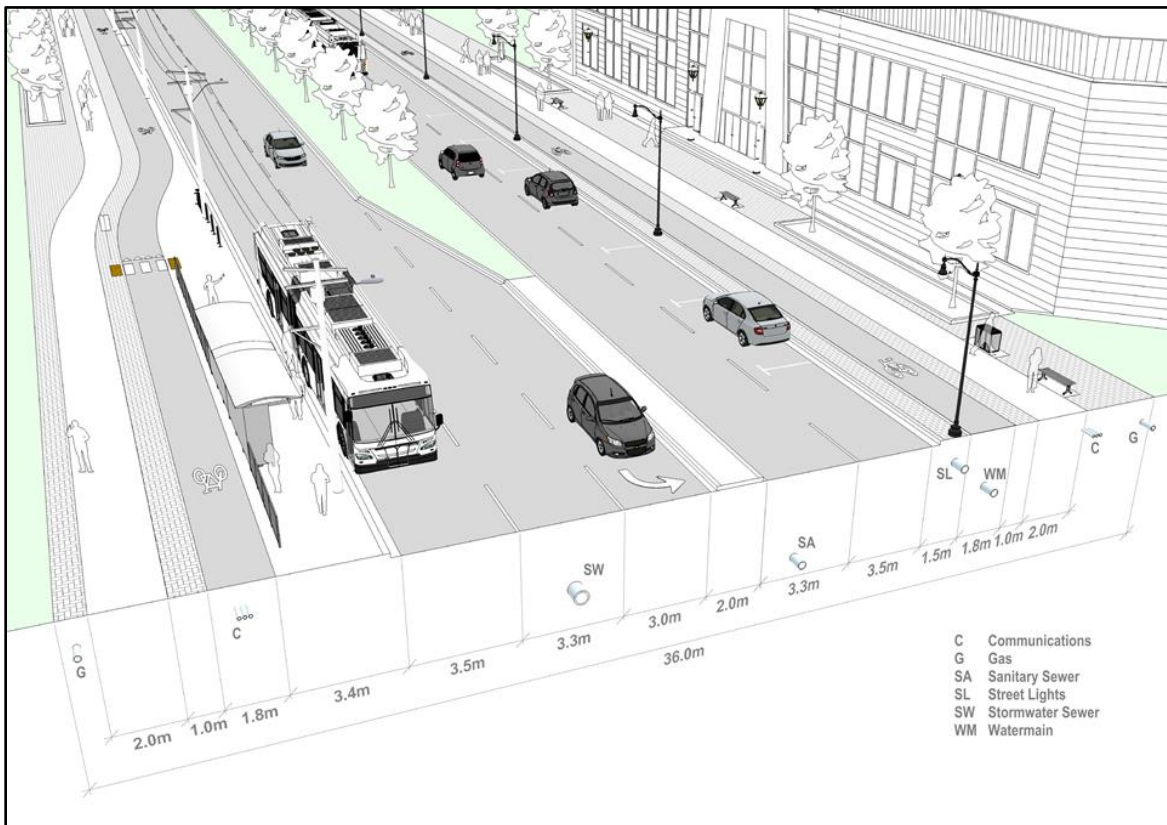 C
G
SL
WM
SA
SW
C
G
2.0m
1.0m
1.8m
3.4m
3.5m
3.3m
3.0m
2.0m
3.3m
3.5m
1.5m
1.8m
1.0m
2.0m
36.0m
C Communications
G Gas
SA Sanitary Sewer
SL Street Lights
SW Stormwater Sewer
WM Watermain